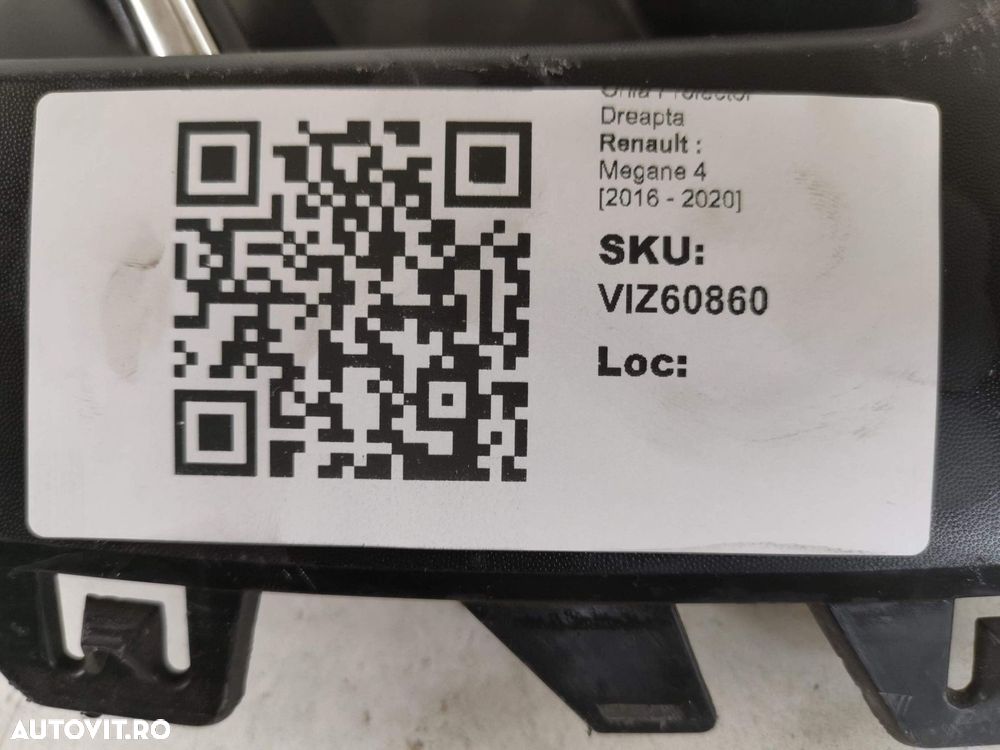 Dreapta
Renault :
Megane 4
[2016 - 2020]
SKU:
VIZ60860
Loc:
AUTOVIT.RO